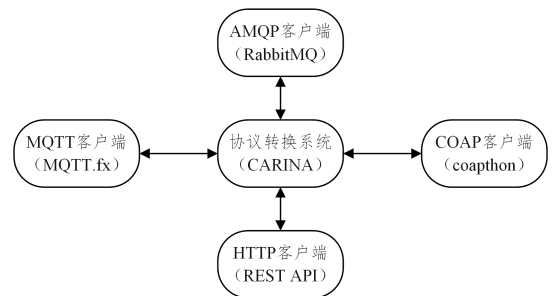 AMQP客户端
（RabbitMQ）
MQTT客户端
（MQTT.fx）
协议转换系统
（CARINA）
COAP客户端
（coapthon）
HTTP客户端
（REST API）